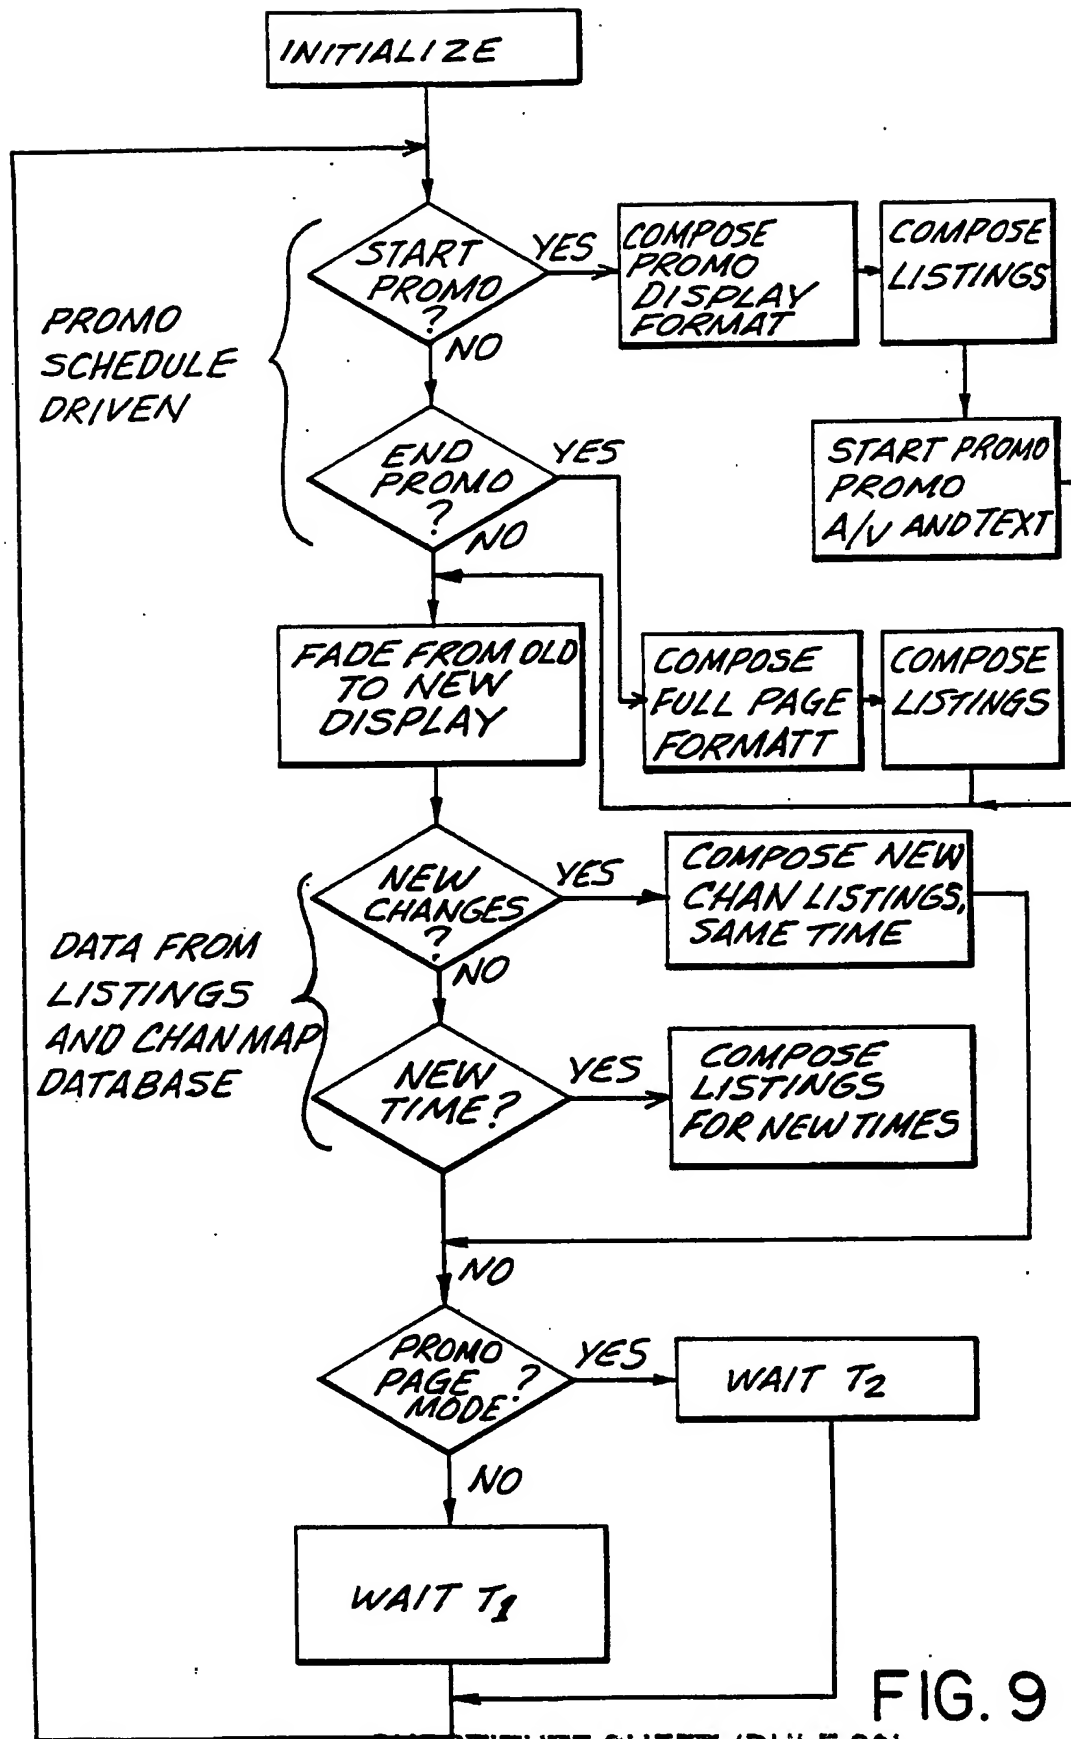 INITIALIZE
START
PROMO
?
YES
NO
COMPOSE
PROMO
DISPLAY
FORMAT
COMPOSE
LISTINGS
PROMO
SCHEDULE
DRIVEN
END
PROMO
?
YES
NO
START PROMO
PROMO
A/V AND TEXT
FADE FROM OLD
TO NEW
DISPLAY
COMPOSE
FULL PAGE
FORMATT
COMPOSE
LISTINGS
NEW
CHANGES
?
YES
NO
COMPOSE NEW
CHAN LISTINGS,
SAME TIME
DATA FROM
LISTINGS
AND CHAN MAP
DATABASE
NEW
TIME?
YES
COMPOSE
LISTINGS
FOR NEW TIMES
NO
PROMO
PAGE ?
MODE
YES
WAIT T2
NO
WAIT T1
FIG. 9